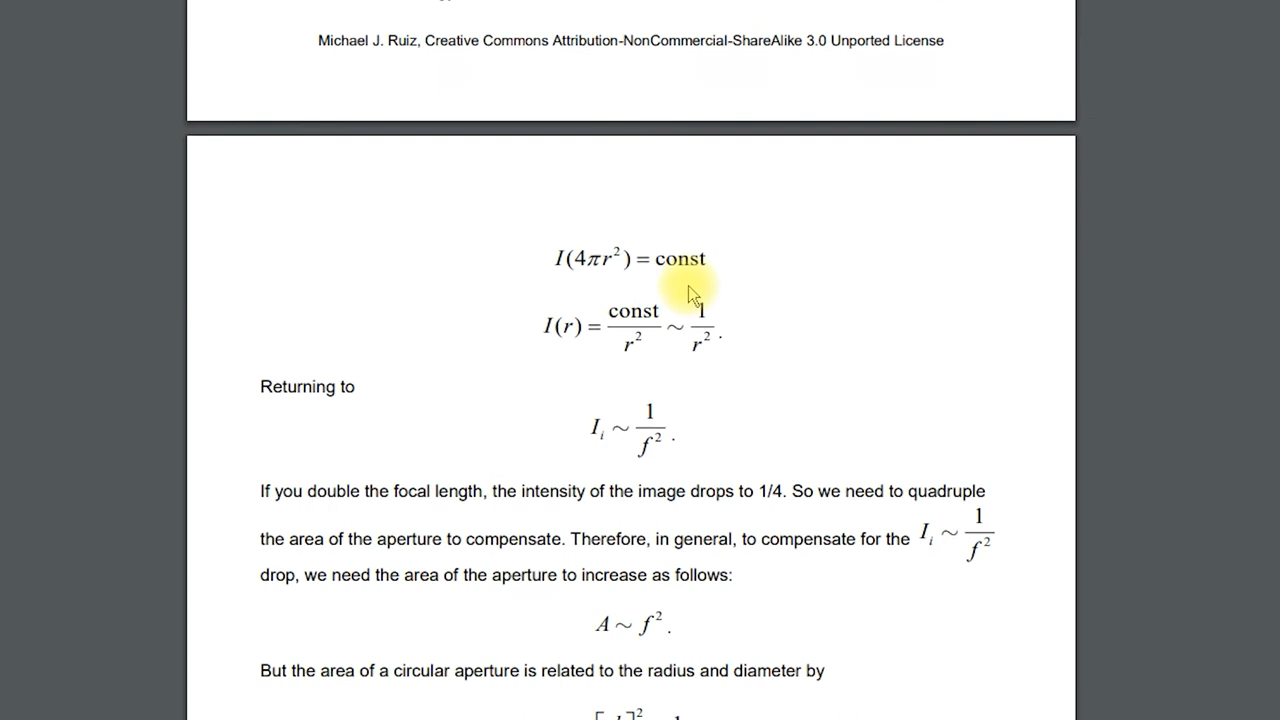 Michael J. Ruiz, Creative Commons Attribution-NonCommercial-ShareAlike 3.0 Unported License
I(4πr²) = const
I(r) = const/r² ~ 1/r² .
Returning to
Iᵢ ~ 1/f² .
If you double the focal length, the intensity of the image drops to 1/4. So we need to quadruple
the area of the aperture to compensate. Therefore, in general, to compensate for the Iᵢ ~ 1/f²
drop, we need the area of the aperture to increase as follows:
A ~ f² .
But the area of a circular aperture is related to the radius and diameter by